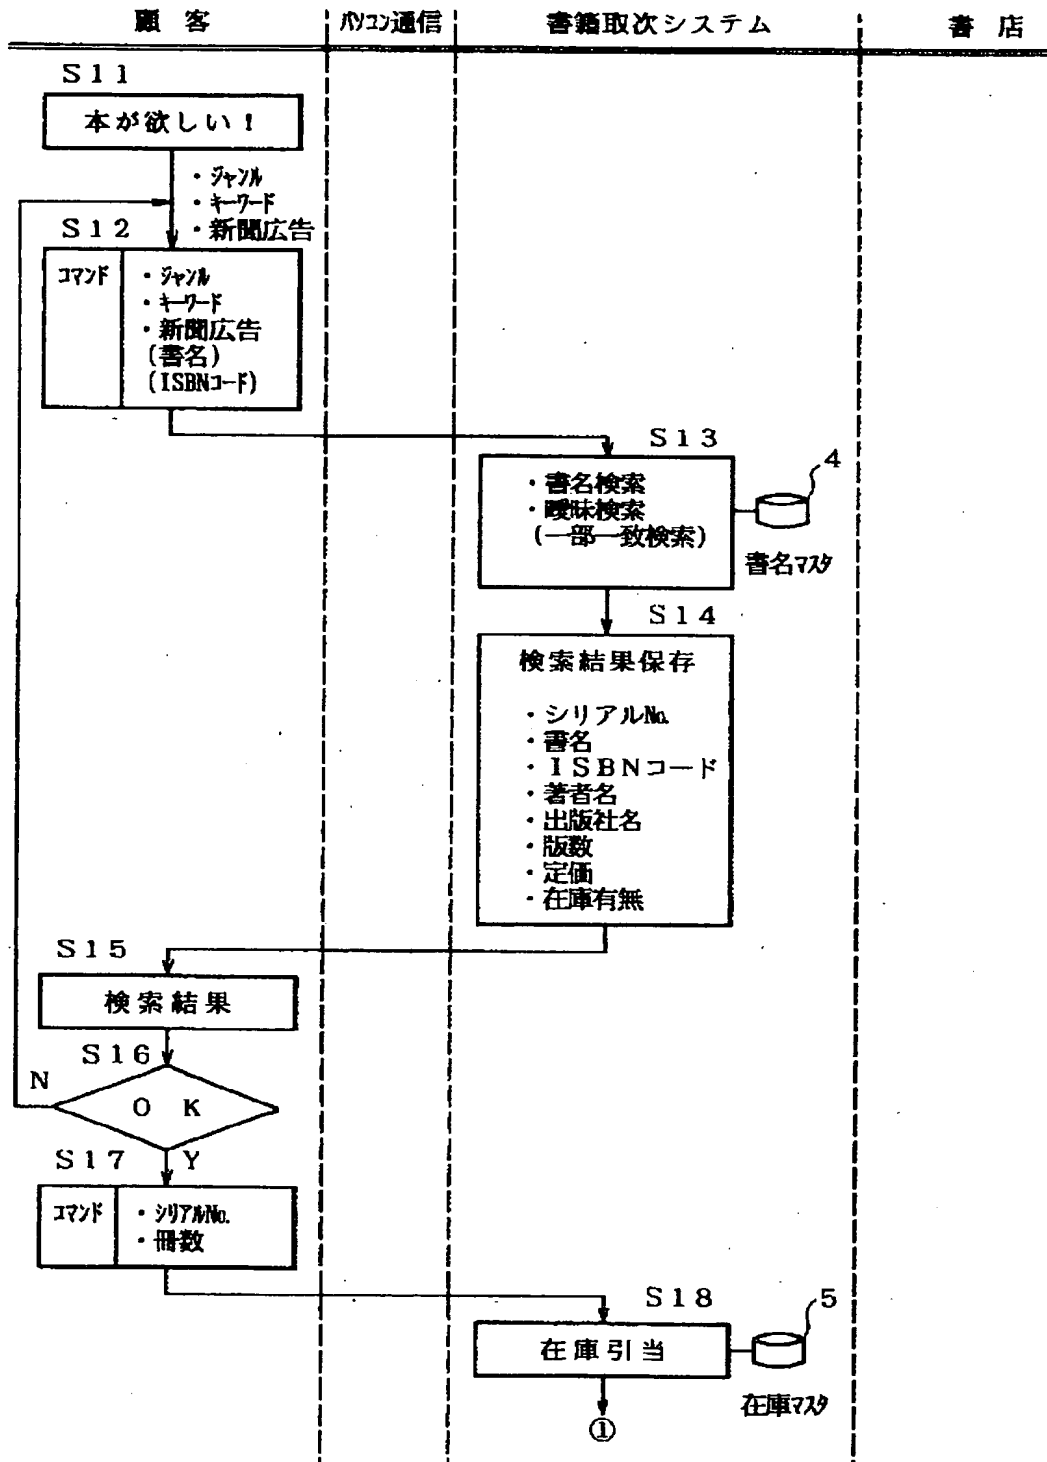 顧客
パソコン通信
書籍取次システム
書店
S11
本が欲しい!
・ジャンル
・キーワード
・新聞広告
S12
コマンド
・ジャンル
・キーワード
・新聞広告
(書名)
(ISBNコード)
S13
・書名検索
・曖昧検索
(一部一致検索)
4
書名マスタ
S14
検索結果保存
・シリアルNo.
・書名
・ISBNコード
・著者名
・出版社名
・版数
・定価
・在庫有無
S15
検索結果
S16
N
OK
Y
S17
コマンド
・シリアルNo.
・冊数
S18
在庫引当
5
在庫マスタ
①